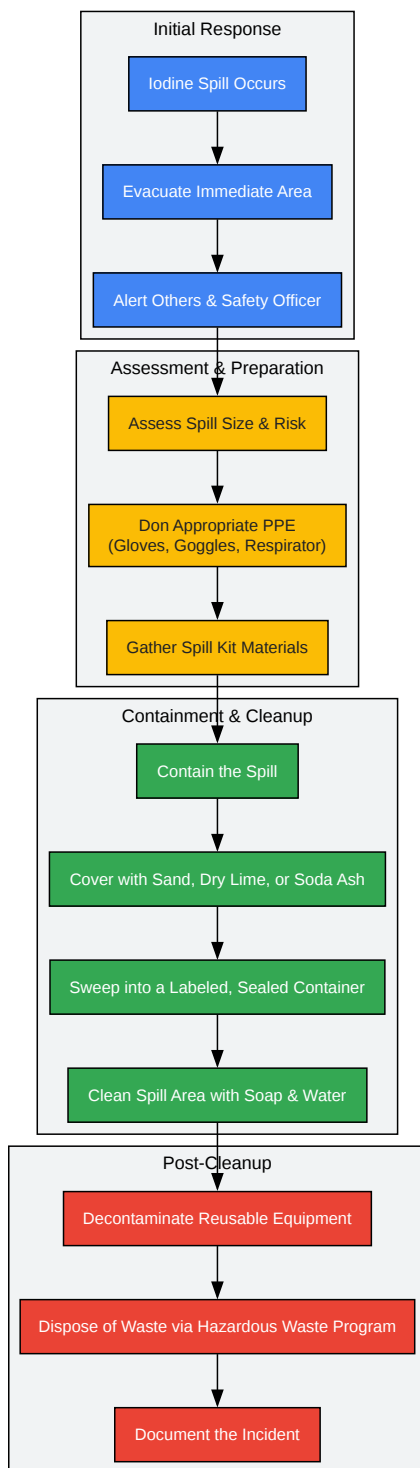 Initial Response
Iodine Spill Occurs
Evacuate Immediate Area
Alert Others & Safety Officer
Assessment & Preparation
Assess Spill Size & Risk
Don Appropriate PPE
(Gloves, Goggles, Respirator)
Gather Spill Kit Materials
Containment & Cleanup
Contain the Spill
Cover with Sand, Dry Lime, or Soda Ash
Sweep into a Labeled, Sealed Container
Clean Spill Area with Soap & Water
Post-Cleanup
Decontaminate Reusable Equipment
Dispose of Waste via Hazardous Waste Program
Document the Incident